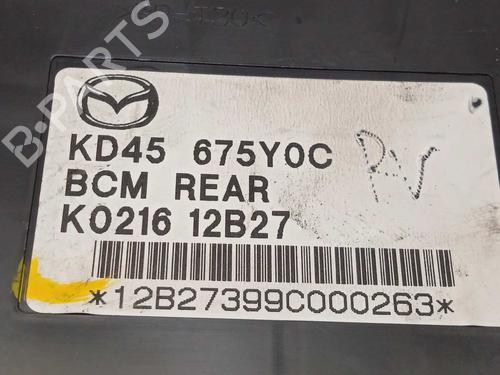 KD45 675Y0C
BCM REAR
K0216 12B27
*12B27399C000263*
B-PARTS